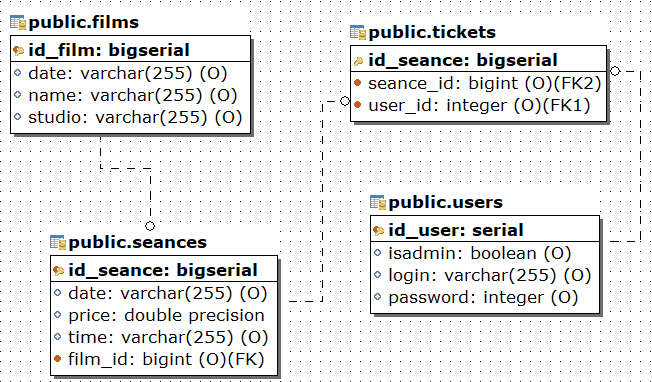 public.films
id_film: bigserial
date: varchar(255) (O)
name: varchar(255) (O)
studio: varchar(255) (O)
public.tickets
id_seance: bigserial
seance_id: bigint (O)(FK2)
user_id: integer (O)(FK1)
public.users
id_user: serial
isadmin: boolean (O)
login: varchar(255) (O)
password: integer (O)
public.seances
id_seance: bigserial
date: varchar(255) (O)
price: double precision
time: varchar(255) (O)
film_id: bigint (O)(FK)